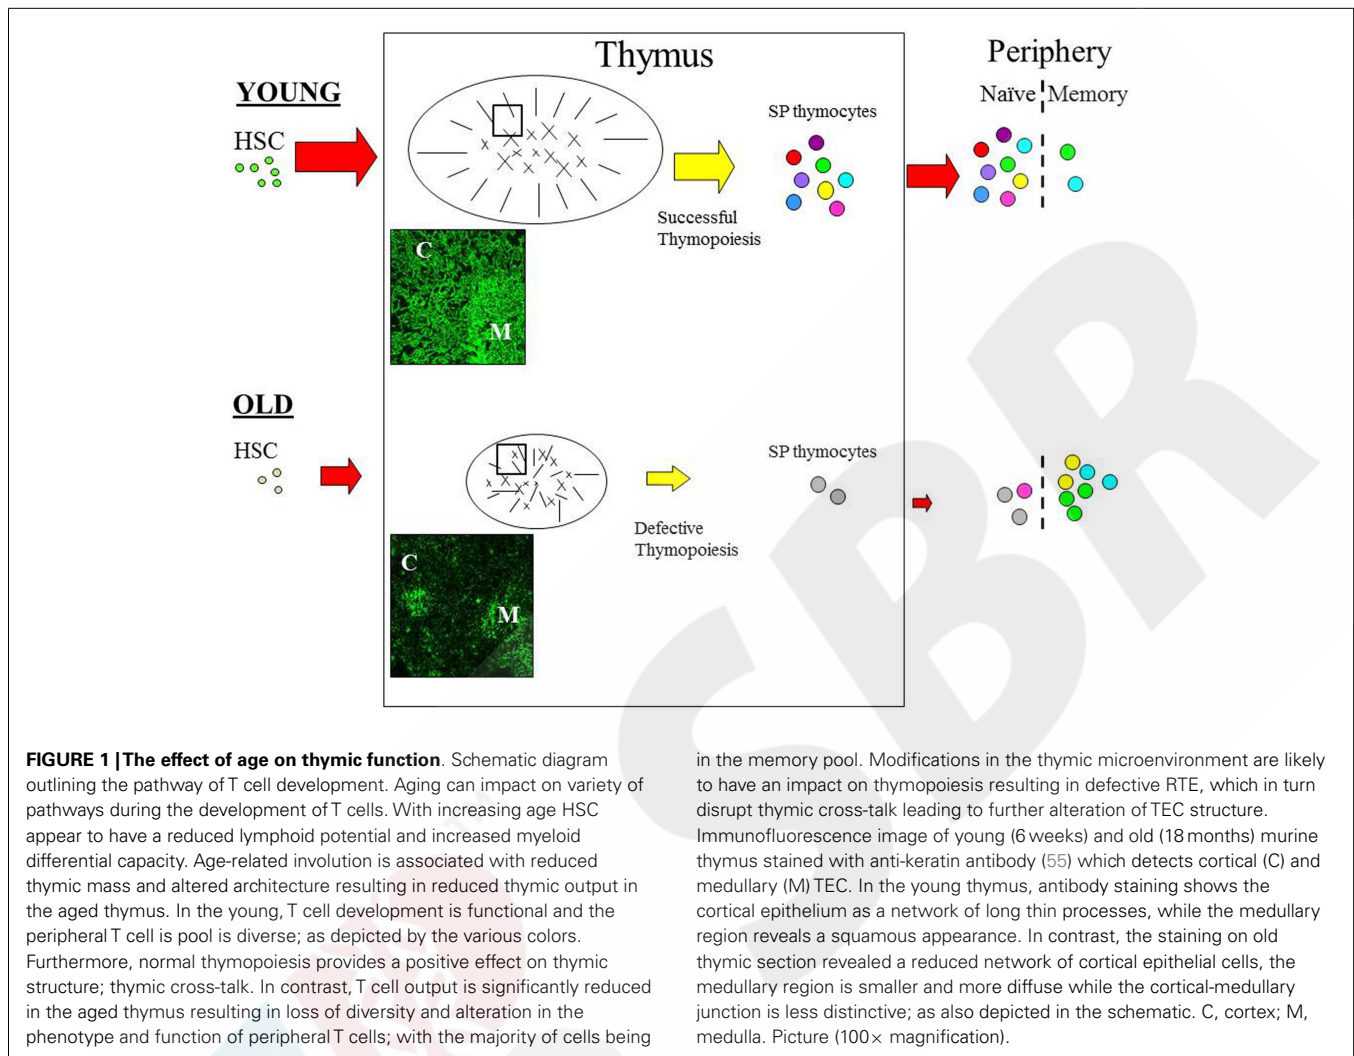 Thymus
Periphery
YOUNG
Naïve Memory
HSC
SP thymocytes
Successful
Thymopoiesis
C
M
OLD
HSC
SP thymocytes
Defective
Thymopoiesis
C
M
FIGURE 1 | The effect of age on thymic function. Schematic diagram
outlining the pathway of T cell development. Aging can impact on variety of
pathways during the development of T cells. With increasing age HSC
appear to have a reduced lymphoid potential and increased myeloid
differential capacity. Age-related involution is associated with reduced
thymic mass and altered architecture resulting in reduced thymic output in
the aged thymus. In the young, T cell development is functional and the
peripheral T cell is pool is diverse; as depicted by the various colors.
Furthermore, normal thymopoiesis provides a positive effect on thymic
structure; thymic cross-talk. In contrast, T cell output is significantly reduced
in the aged thymus resulting in loss of diversity and alteration in the
phenotype and function of peripheral T cells; with the majority of cells being
in the memory pool. Modifications in the thymic microenvironment are likely
to have an impact on thymopoiesis resulting in defective RTE, which in turn
disrupt thymic cross-talk leading to further alteration of TEC structure.
Immunofluorescence image of young (6 weeks) and old (18 months) murine
thymus stained with anti-keratin antibody (55) which detects cortical (C) and
medullary (M) TEC. In the young thymus, antibody staining shows the
cortical epithelium as a network of long thin processes, while the medullary
region reveals a squamous appearance. In contrast, the staining on old
thymic section revealed a reduced network of cortical epithelial cells, the
medullary region is smaller and more diffuse while the cortical-medullary
junction is less distinctive; as also depicted in the schematic. C, cortex; M,
medulla. Picture (100× magnification).
SBR